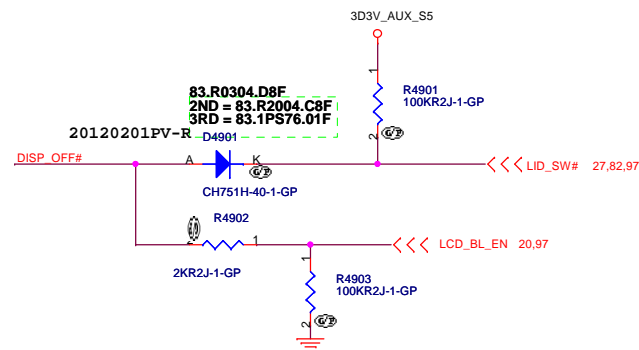 3D3V_AUX_S5
1
R4901
100KR2J-1-GP
2
G/P
83.R0304.D8F
2ND = 83.R2004.C8F
3RD = 83.1PS76.01F
20120201PV-R
D4901
DISP_OFF#
A
K
G/P
LID_SW# 27,82,97
CH751H-40-1-GP
R4902
2
1
LCD_BL_EN 20,97
2KR2J-1-GP
1
R4903
100KR2J-1-GP
2
G/P